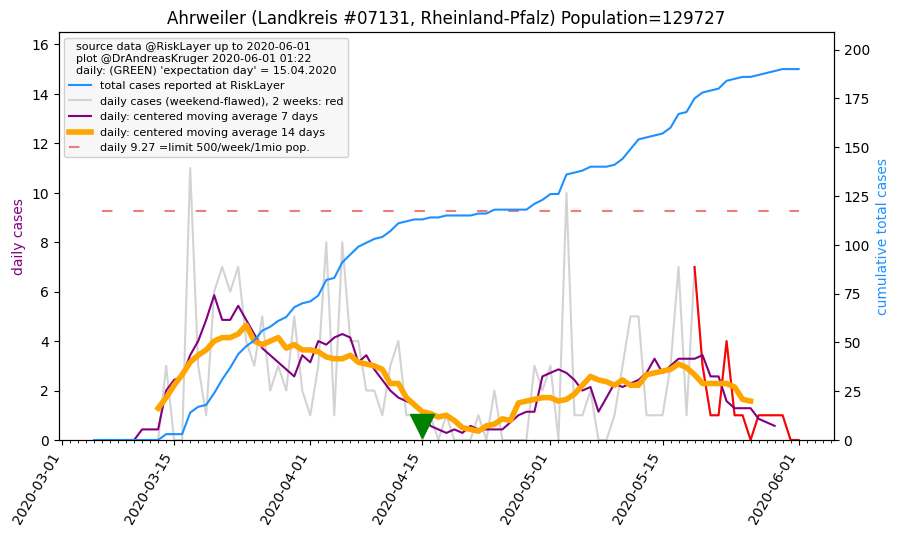 Ahrweiler (Landkreis #07131, Rheinland-Pfalz) Population=129727
source data @RiskLayer up to 2020-06-01
plot @DrAndreasKruger 2020-06-01 01:22
daily: (GREEN) 'expectation day' = 15.04.2020
total cases reported at RiskLayer
daily cases (weekend-flawed), 2 weeks: red
daily: centered moving average 7 days
daily: centered moving average 14 days
daily 9.27 =limit 500/week/1mio pop.
daily cases
16
14
12
10
8
6
4
2
0
cumulative total cases
200
175
150
125
100
75
50
25
0
2020-03-01
2020-03-15
2020-04-01
2020-04-15
2020-05-01
2020-05-15
2020-06-01